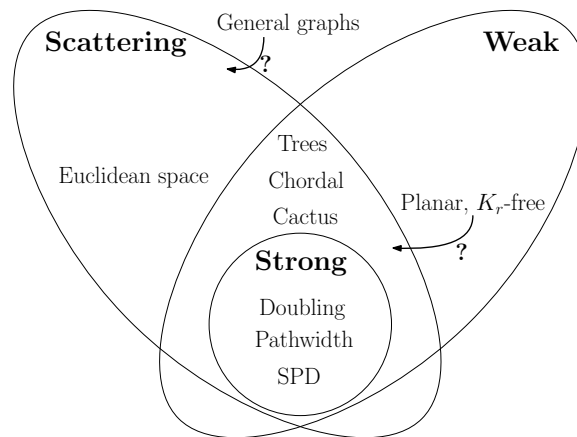 General graphs
Scattering
Weak
?
Trees
Euclidean space
Chordal
Planar, K_r-free
Cactus
?
Strong
Doubling
Pathwidth
SPD